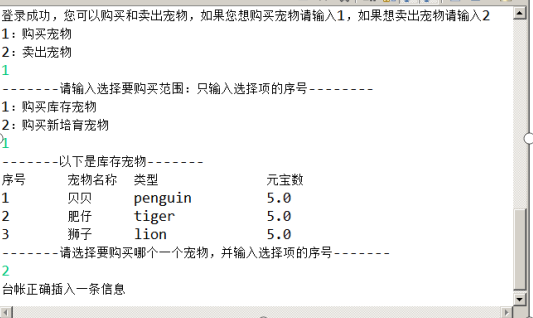 登录成功，您可以购买和卖出宠物，如果您想购买宠物请输入1，如果想卖出宠物请输入2
1：购买宠物
2：卖出宠物
1
-------请输入选择要购买范围：只输入选择项的序号--------
1：购买库存宠物
2：购买新培育宠物
1
-------以下是库存宠物-------
序号 宠物名称 类型 元宝数
1 贝贝 penguin 5.0
2 肥仔 tiger 5.0
3 狮子 lion 5.0
-------请选择要购买哪个一个宠物，并输入选择项的序号-------
2
台帐正确插入一条信息